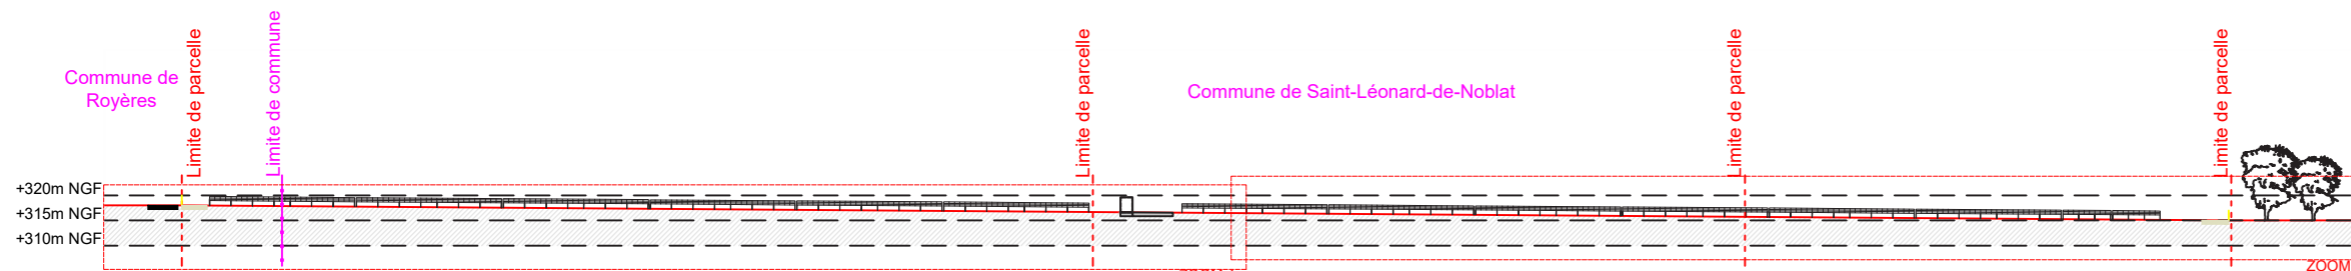 Commune de
Royères
Limite de parcelle
Limite de commune
Limite de parcelle
Commune de Saint-Léonard-de-Noblat
Limite de parcelle
Limite de parcelle
+320m NGF
+315m NGF
+310m NGF
ZOOM